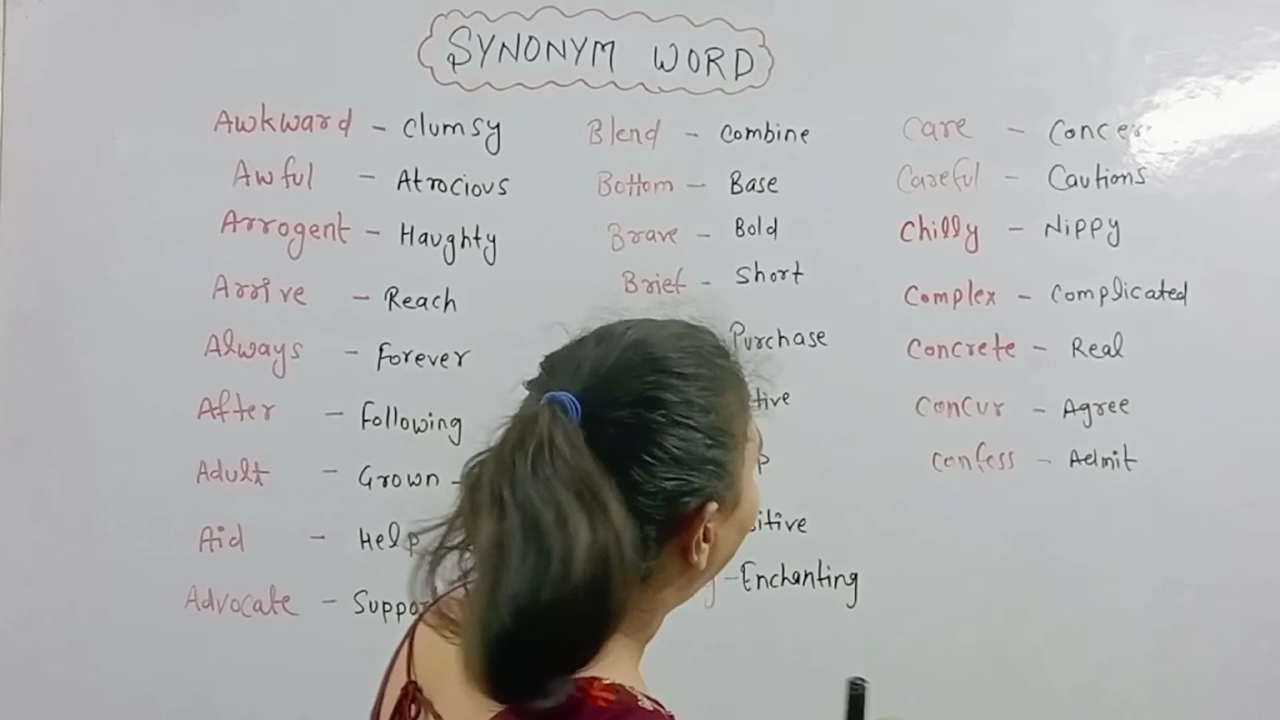 SYNONYM WORD
Awkward - Clumsy
Awful - Atrocious
Arrogent - Haughty
Arrive - Reach
Always - Forever
After - Following
Adult - Grown -
Aid - Help
Advocate -
Blend - Combine
Bottom - Base
Brave - Bold
Brief - Short
Purchase
- Enchanting
Care -
Careful - Cautions
Chilly - Nippy
Complex - Complicated
Concrete - Real
Concur - Agree
Confess - Admit